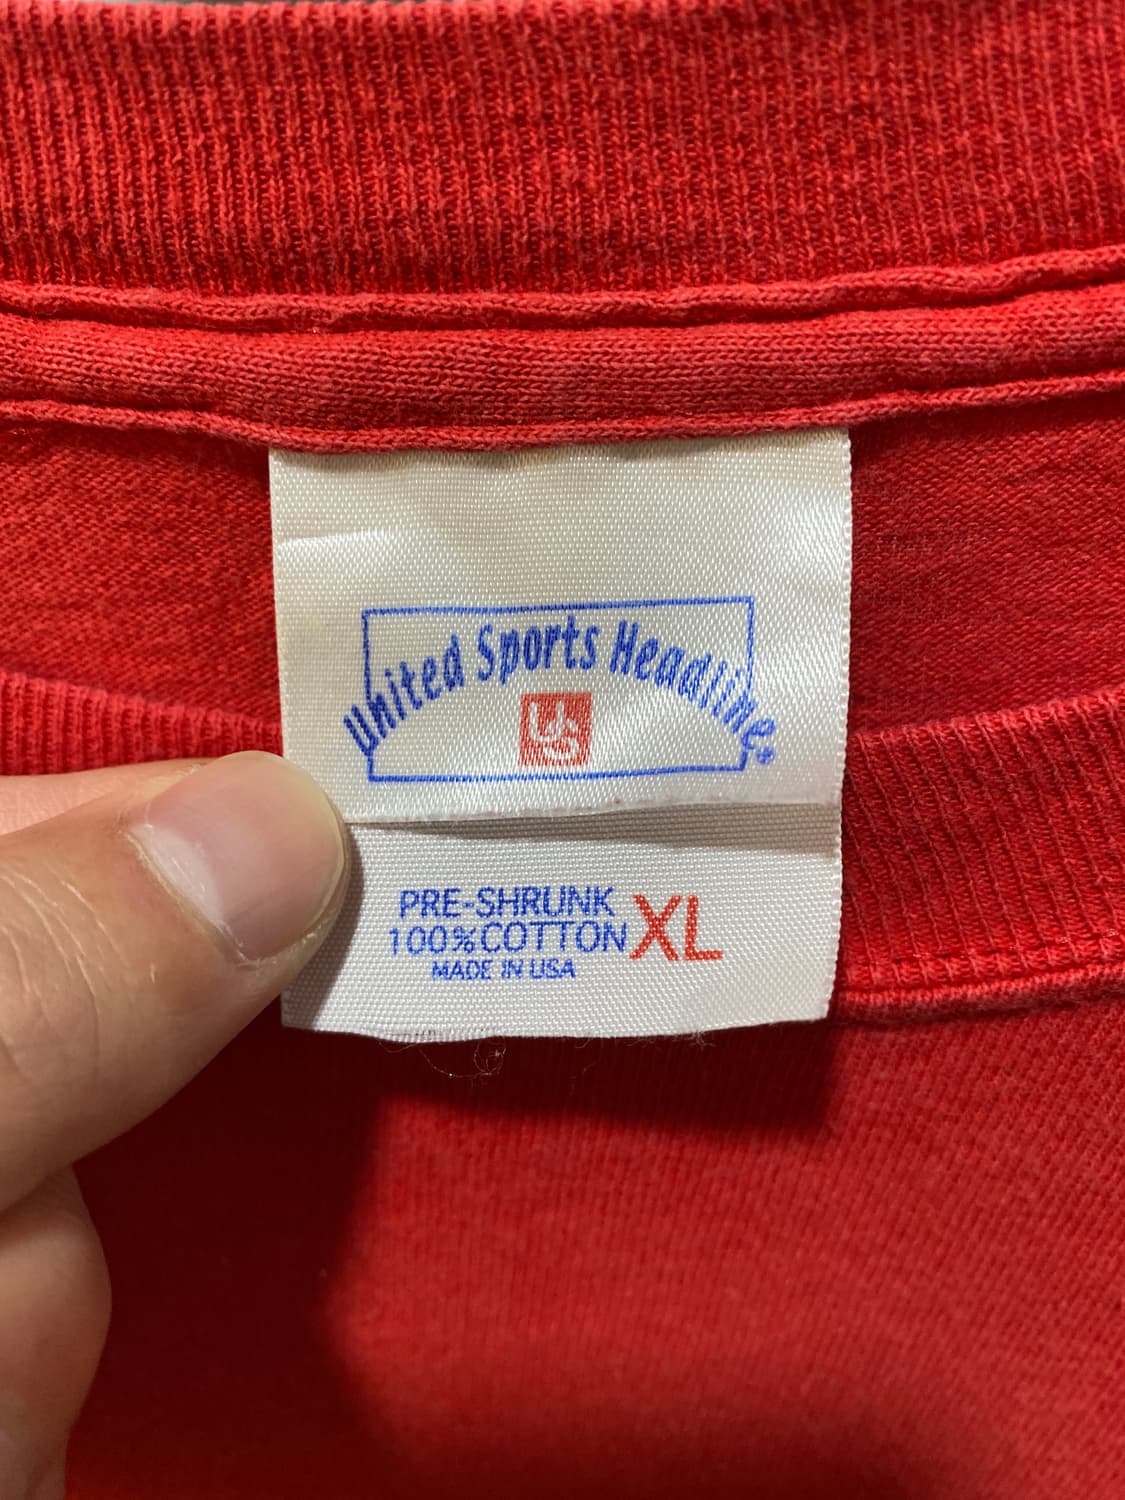 United Sports Headline®
US
PRE-SHRUNK
100% COTTON XL
MADE IN USA